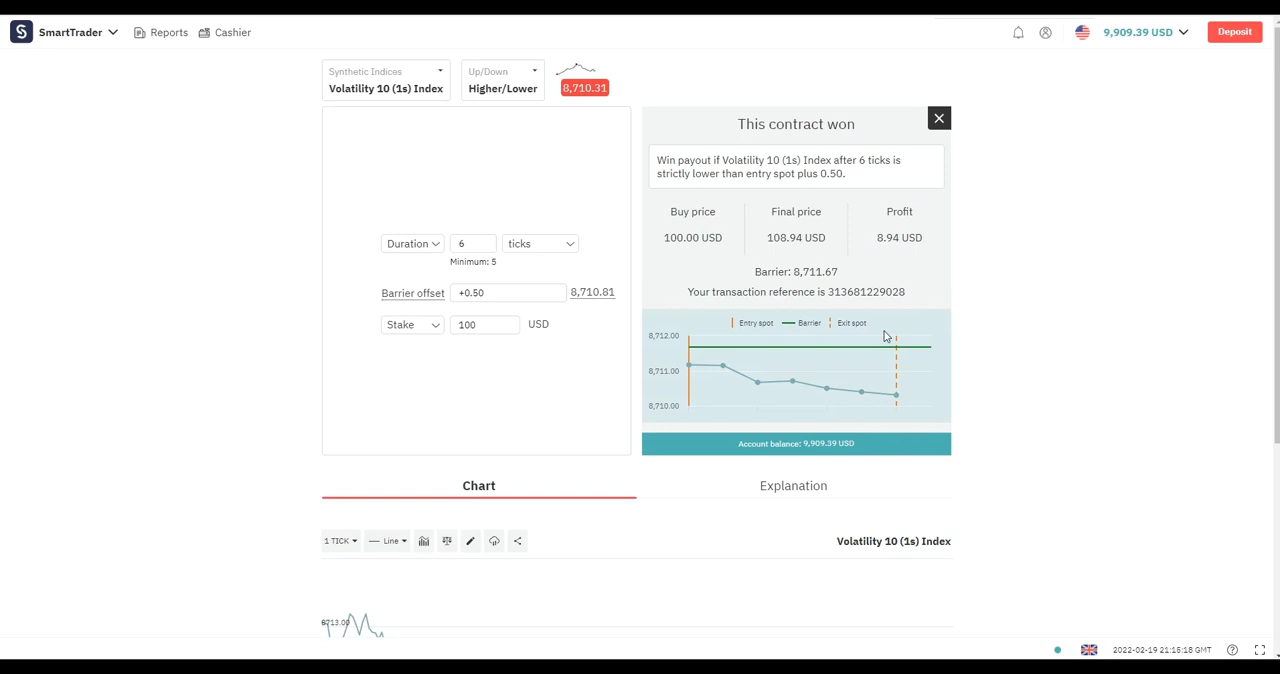 SmartTrader
Reports
Cashier
9,909.39 USD
Deposit
Synthetic Indices
Volatility 10 (1s) Index
Up/Down
Higher/Lower
8,710.31
Duration
6
ticks
Minimum: 5
Barrier offset
+0.50
8,710.81
Stake
100
USD
This contract won
Win payout if Volatility 10 (1s) Index after 6 ticks is
strictly lower than entry spot plus 0.50.
Buy price
Final price
Profit
100.00 USD
108.94 USD
8.94 USD
Barrier: 8,711.67
Your transaction reference is 313681229028
Entry spot
Barrier
Exit spot
8,712.00
8,711.00
8,710.00
Account balance: 9,909.39 USD
Chart
Explanation
1 TICK
Line
Volatility 10 (1s) Index
8713.00
2022-02-19 21:15:18 GMT